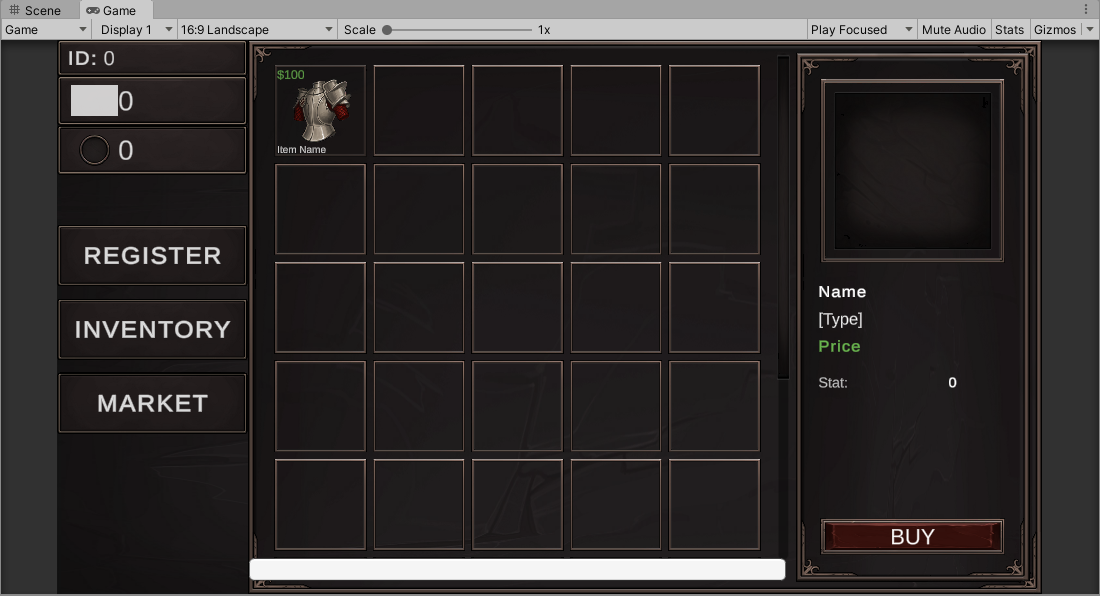 Scene
Game
Game
Display 1
16:9 Landscape
Scale
1x
Play Focused
Mute Audio
Stats
Gizmos
ID: 0
0
0
REGISTER
INVENTORY
MARKET
$100
Item Name
Name
[Type]
Price
Stat:
0
BUY